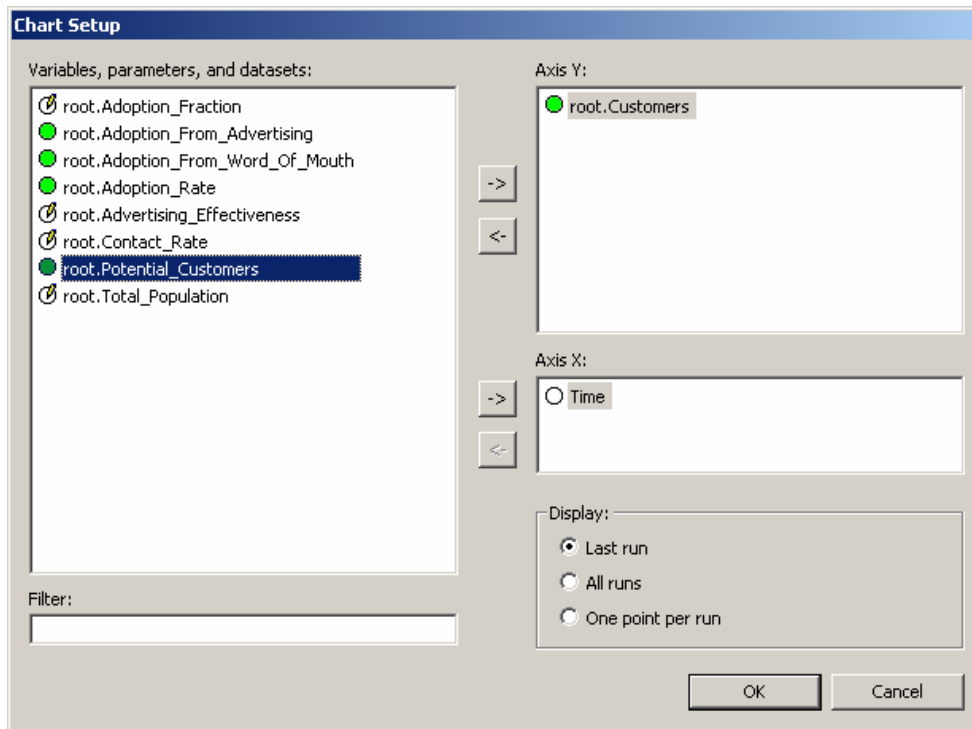 Chart Setup
Variables, parameters, and datasets:
root.Adoption_Fraction
root.Adoption_From_Advertising
root.Adoption_From_Word_Of_Mouth
root.Adoption_Rate
root.Advertising_Effectiveness
root.Contact_Rate
root.Potential_Customers
root.Total_Population
Filter:
->
<-
->
<-
Axis Y:
root.Customers
Axis X:
Time
Display:
Last run
All runs
One point per run
OK
Cancel